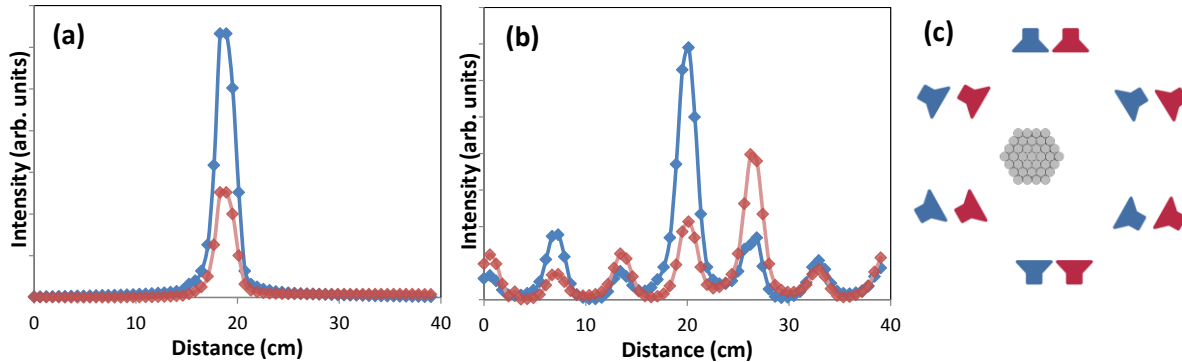 (a)
Intensity (arb. units)
0
10
20
30
40
Distance (cm)
(b)
Intensity (arb. units)
0
10
20
30
40
Distance (cm)
(c)